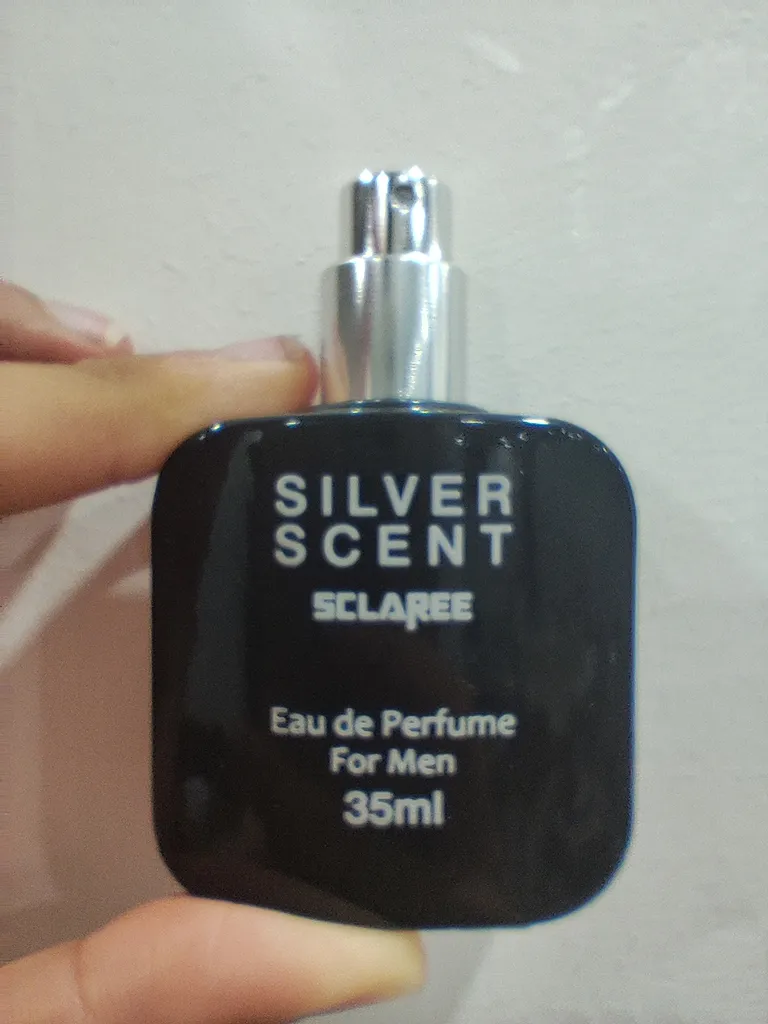 SILVER
SCENT
SCLAREE
Eau de Perfume
For Men
35ml